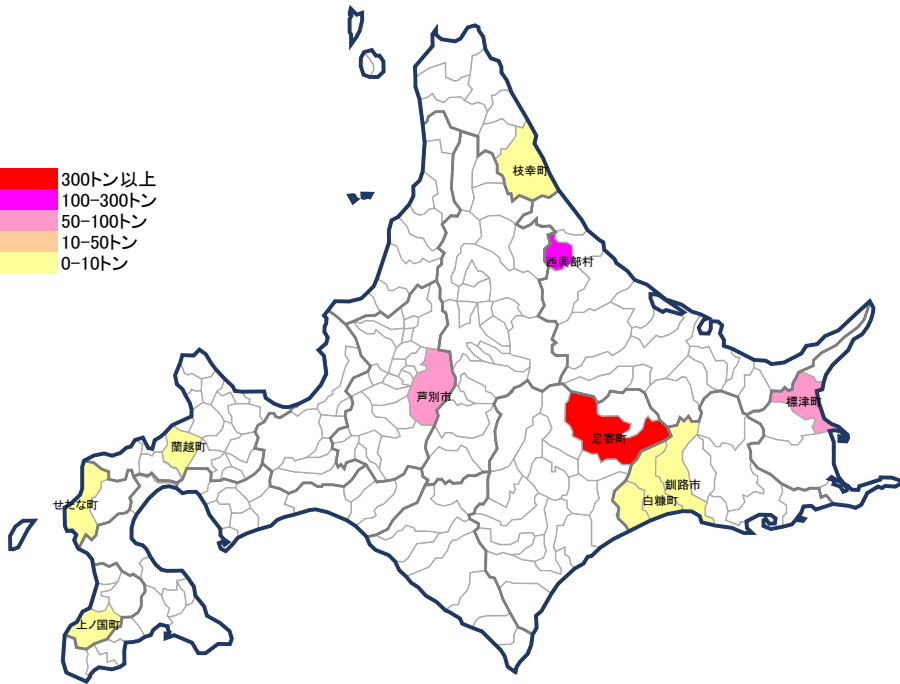 枝幸町
300トン以上
100-300トン
50-100トン
10-50トン
0-10トン
西興部村
芦別市
標津町
足寄町
蘭越町
釧路市
白糠町
せたな町
上ノ国町